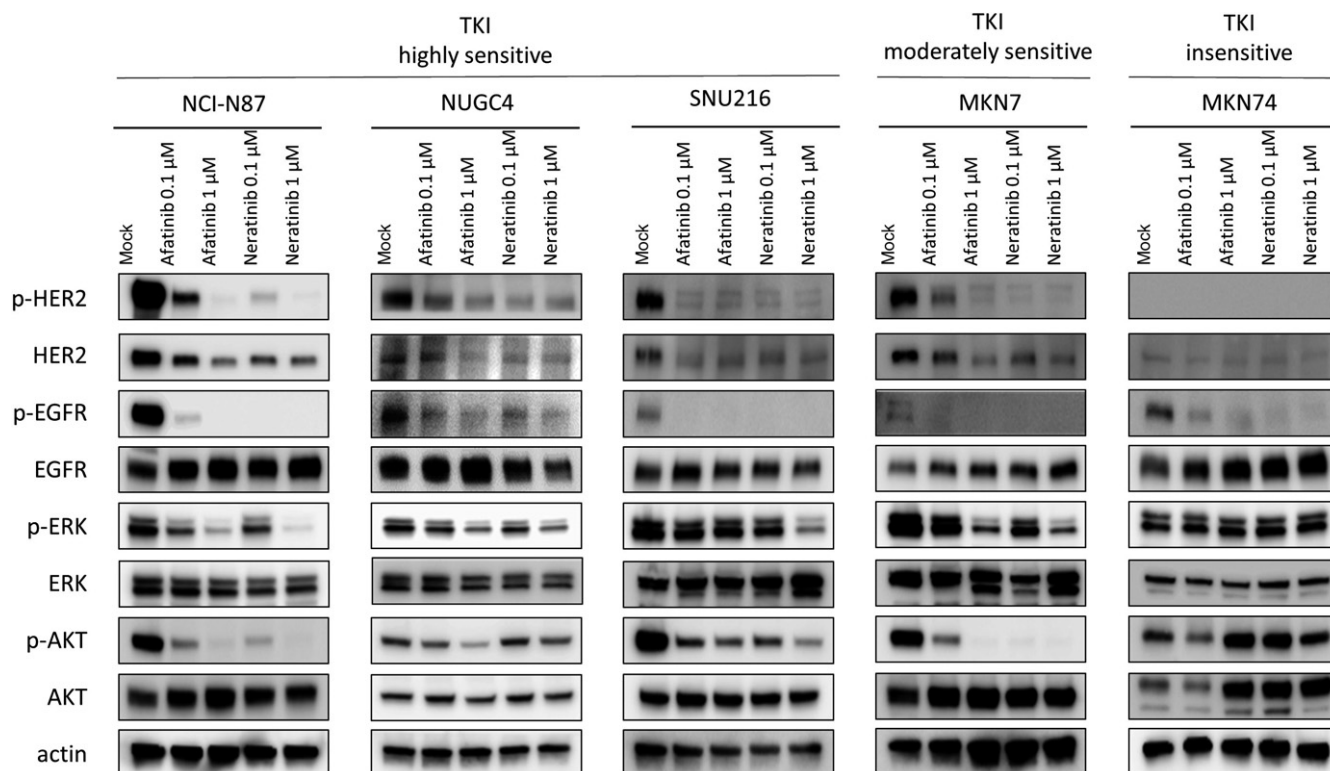 TKI
highly sensitive
TKI
moderately sensitive
TKI
insensitive
NCI-N87
NUGC4
SNU216
MKN7
MKN74
Mock
Afatinib 0.1 μM
Afatinib 1 μM
Neratinib 0.1 μM
Neratinib 1 μM
Mock
Afatinib 0.1 μM
Afatinib 1 μM
Neratinib 0.1 μM
Neratinib 1 μM
Mock
Afatinib 0.1 μM
Afatinib 1 μM
Neratinib 0.1 μM
Neratinib 1 μM
Mock
Afatinib 0.1 μM
Afatinib 1 μM
Neratinib 0.1 μM
Neratinib 1 μM
Mock
Afatinib 0.1 μM
Afatinib 1 μM
Neratinib 0.1 μM
Neratinib 1 μM
p-HER2
HER2
p-EGFR
EGFR
p-ERK
ERK
p-AKT
AKT
actin